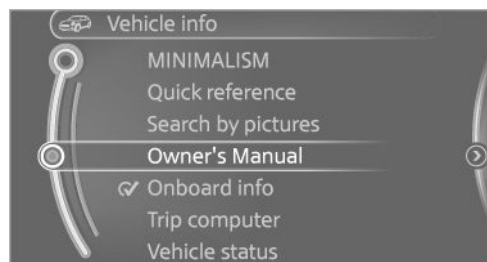 Vehicle info
MINIMALISM
Quick reference
Search by pictures
Owner's Manual
Onboard info
Trip computer
Vehicle status